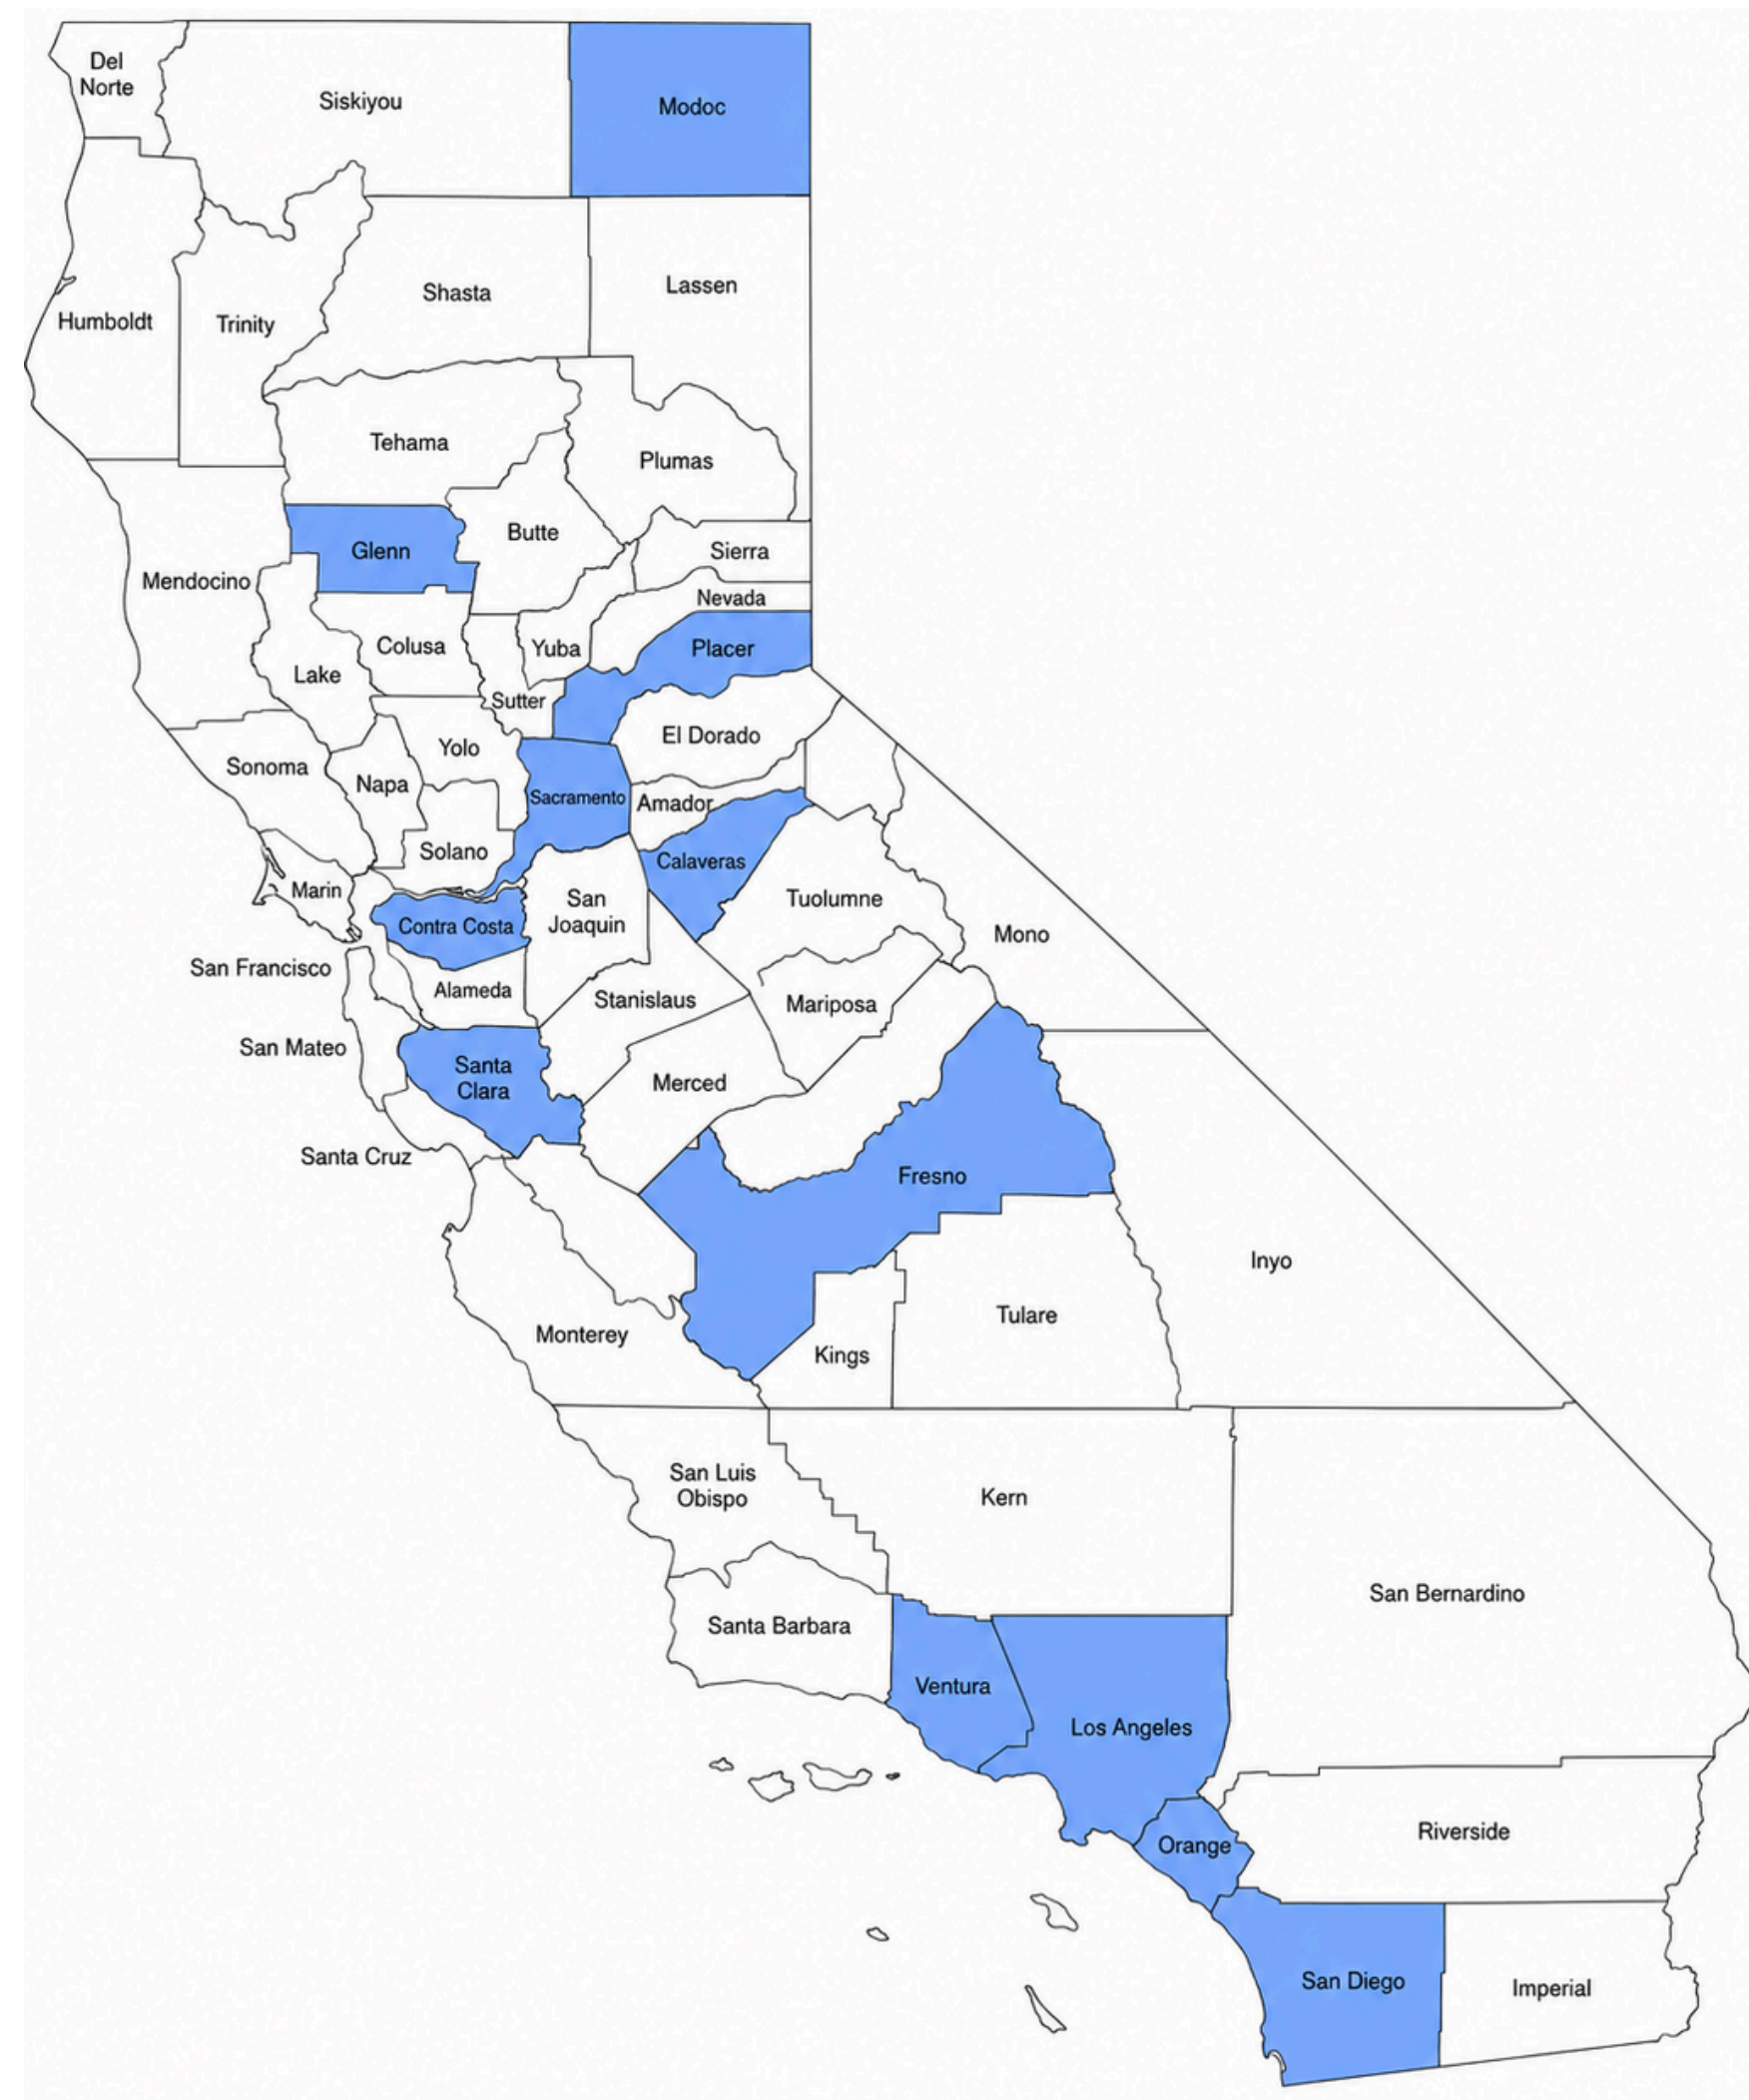 Del
Norte
Siskiyou
Modoc
Shasta
Lassen
Humboldt
Trinity
Tehama
Plumas
Butte
Glenn
Sierra
Mendocino
Nevada
Colusa
Yuba
Placer
Lake
Sutter
El Dorado
Yolo
Sonoma
Napa
Sacramento
Amador
Solano
Calaveras
Marin
San
Joaquin
Tuolumne
Contra Costa
Mono
San Francisco
Alameda
Stanislaus
Mariposa
San Mateo
Santa
Clara
Merced
Santa Cruz
Fresno
Inyo
Tulare
Monterey
Kings
San Luis
Obispo
Kern
San Bernardino
Santa Barbara
Ventura
Los Angeles
Riverside
Orange
San Diego
Imperial